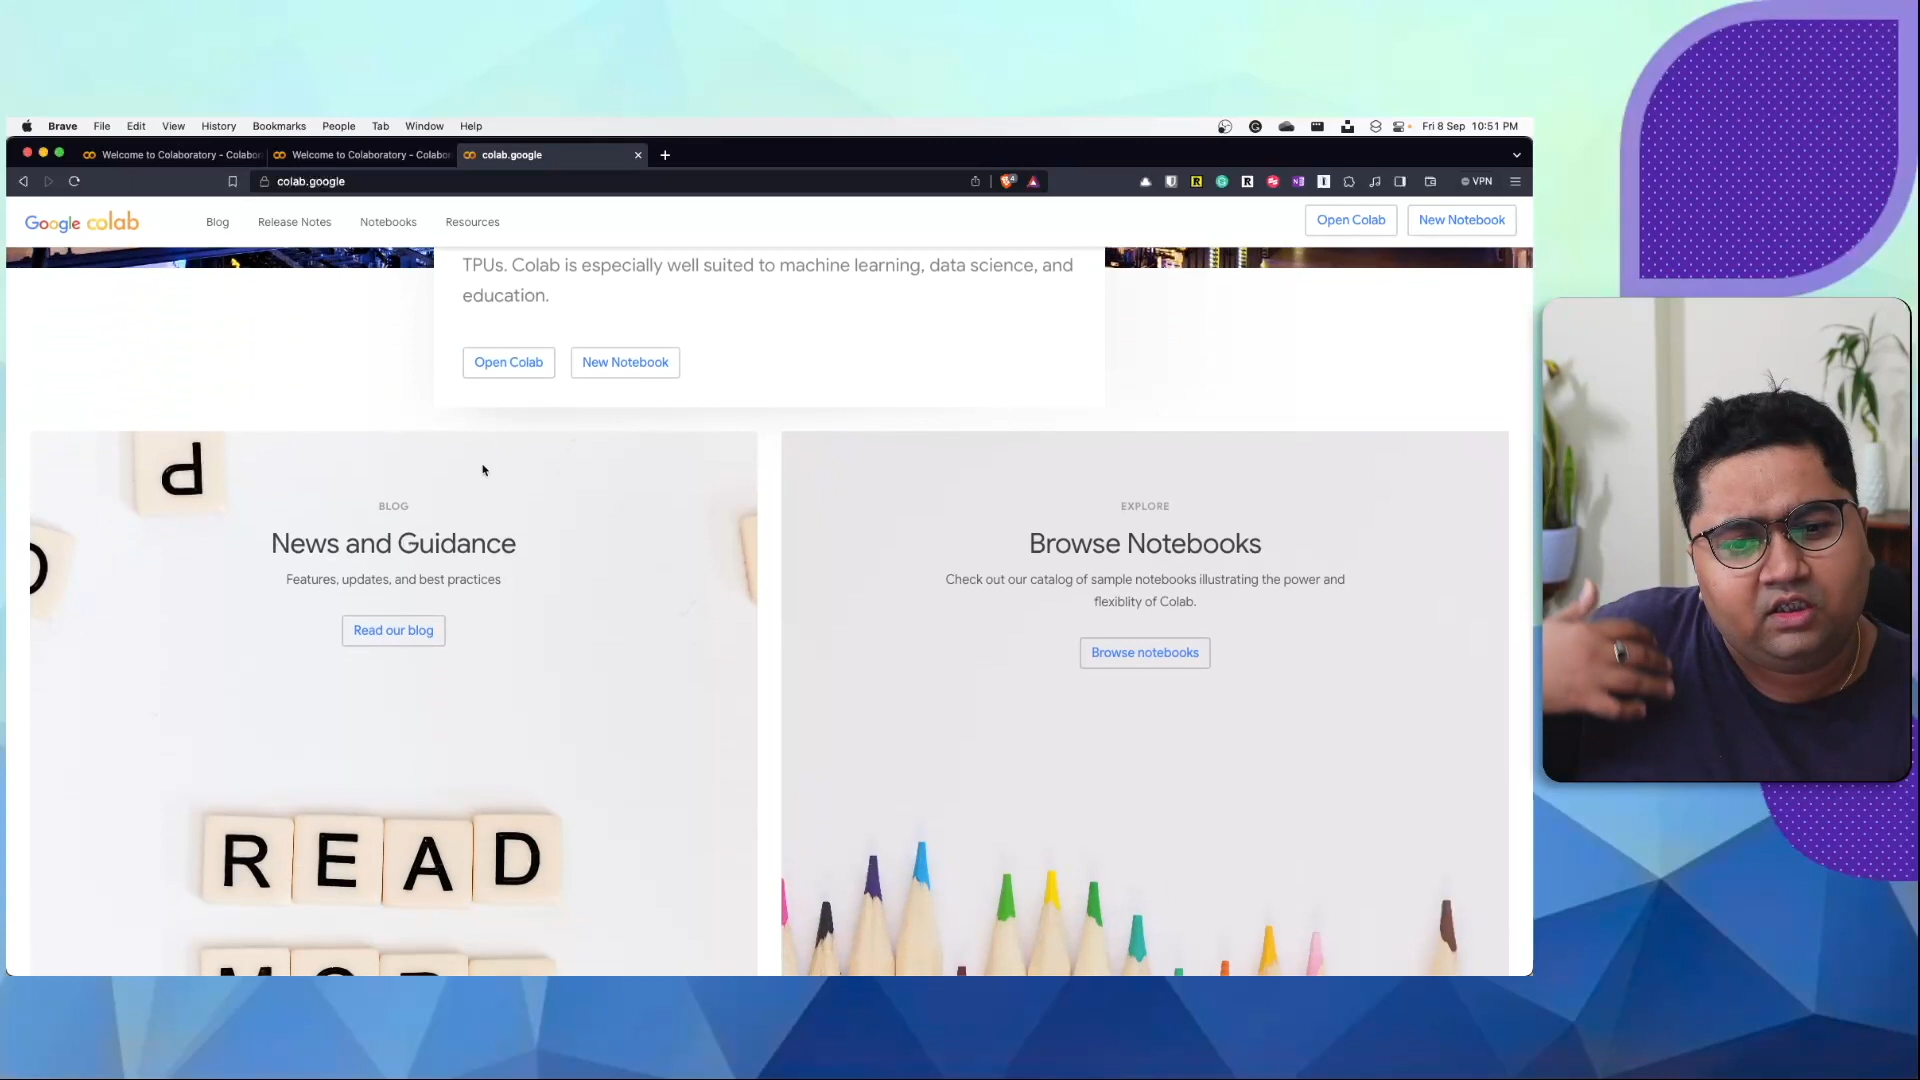 Brave File Edit View History Bookmarks People Tab Window Help Fri 8 Sep 10:51 PM
Welcome to Colaboratory - Colabor Welcome to Colaboratory - Colabor colab.google
colab.google 4 VPN
Google colab Blog Release Notes Notebooks Resources Open Colab New Notebook
TPUs. Colab is especially well suited to machine learning, data science, and
education.
Open Colab New Notebook
P
BLOG
News and Guidance
Features, updates, and best practices
Read our blog
READ
EXPLORE
Browse Notebooks
Check out our catalog of sample notebooks illustrating the power and
flexiblity of Colab.
Browse notebooks